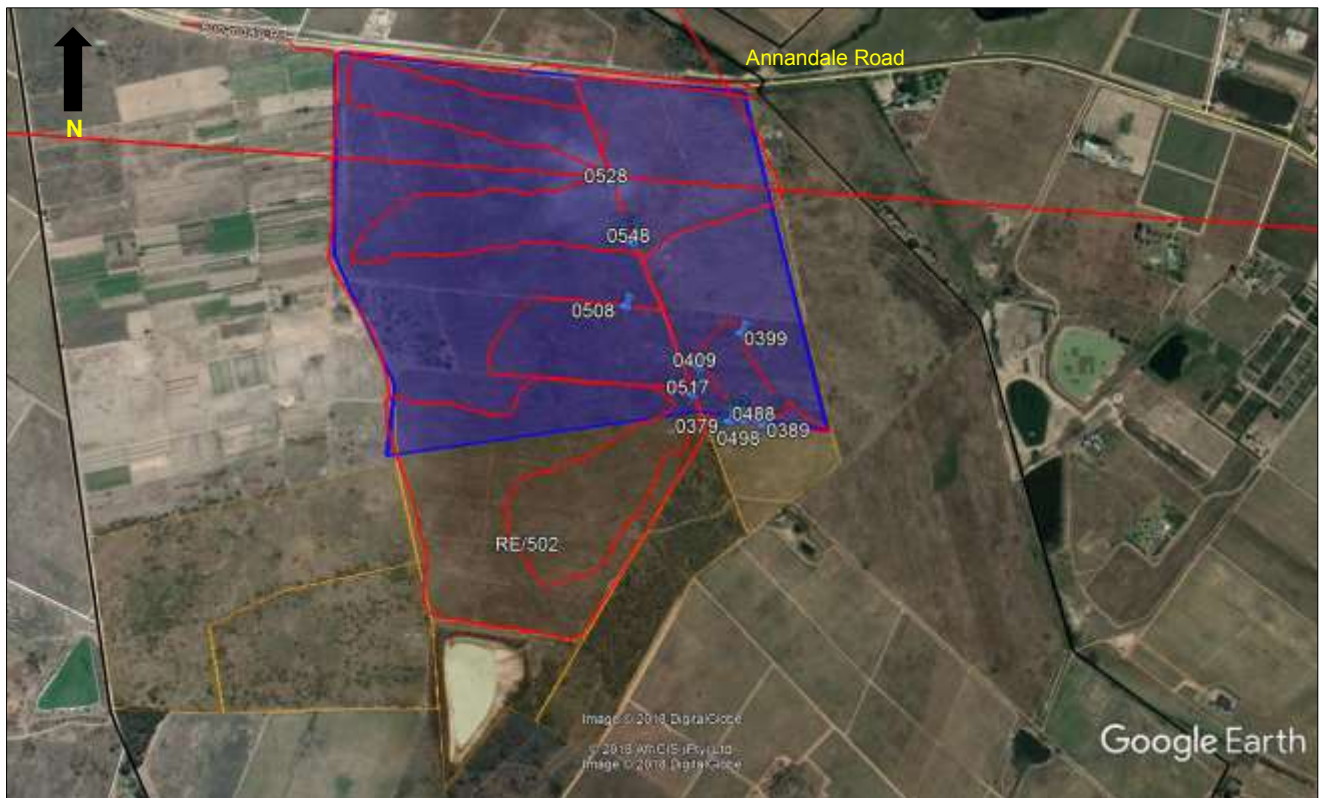 Annandale Road
N
0528
0548
0508
0399
0409
0517
0488
0379
0389
0498
RE/502
Image © 2018 DigitalGlobe
© 2018 AfriGIS (Pty) Ltd
Image © 2018 DigitalGlobe
Google Earth